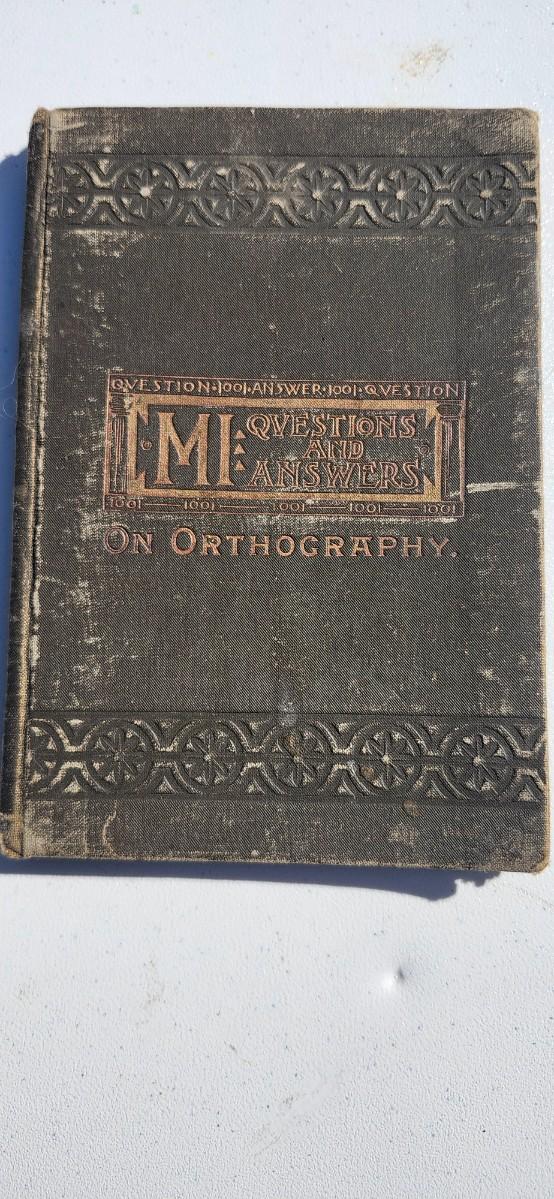 QVESTION·1001·ANSWER·1001·QVESTION
MI QVESTIONS
AND
ANSWERS
1001——1001——1001——1001——1001
ON ORTHOGRAPHY.